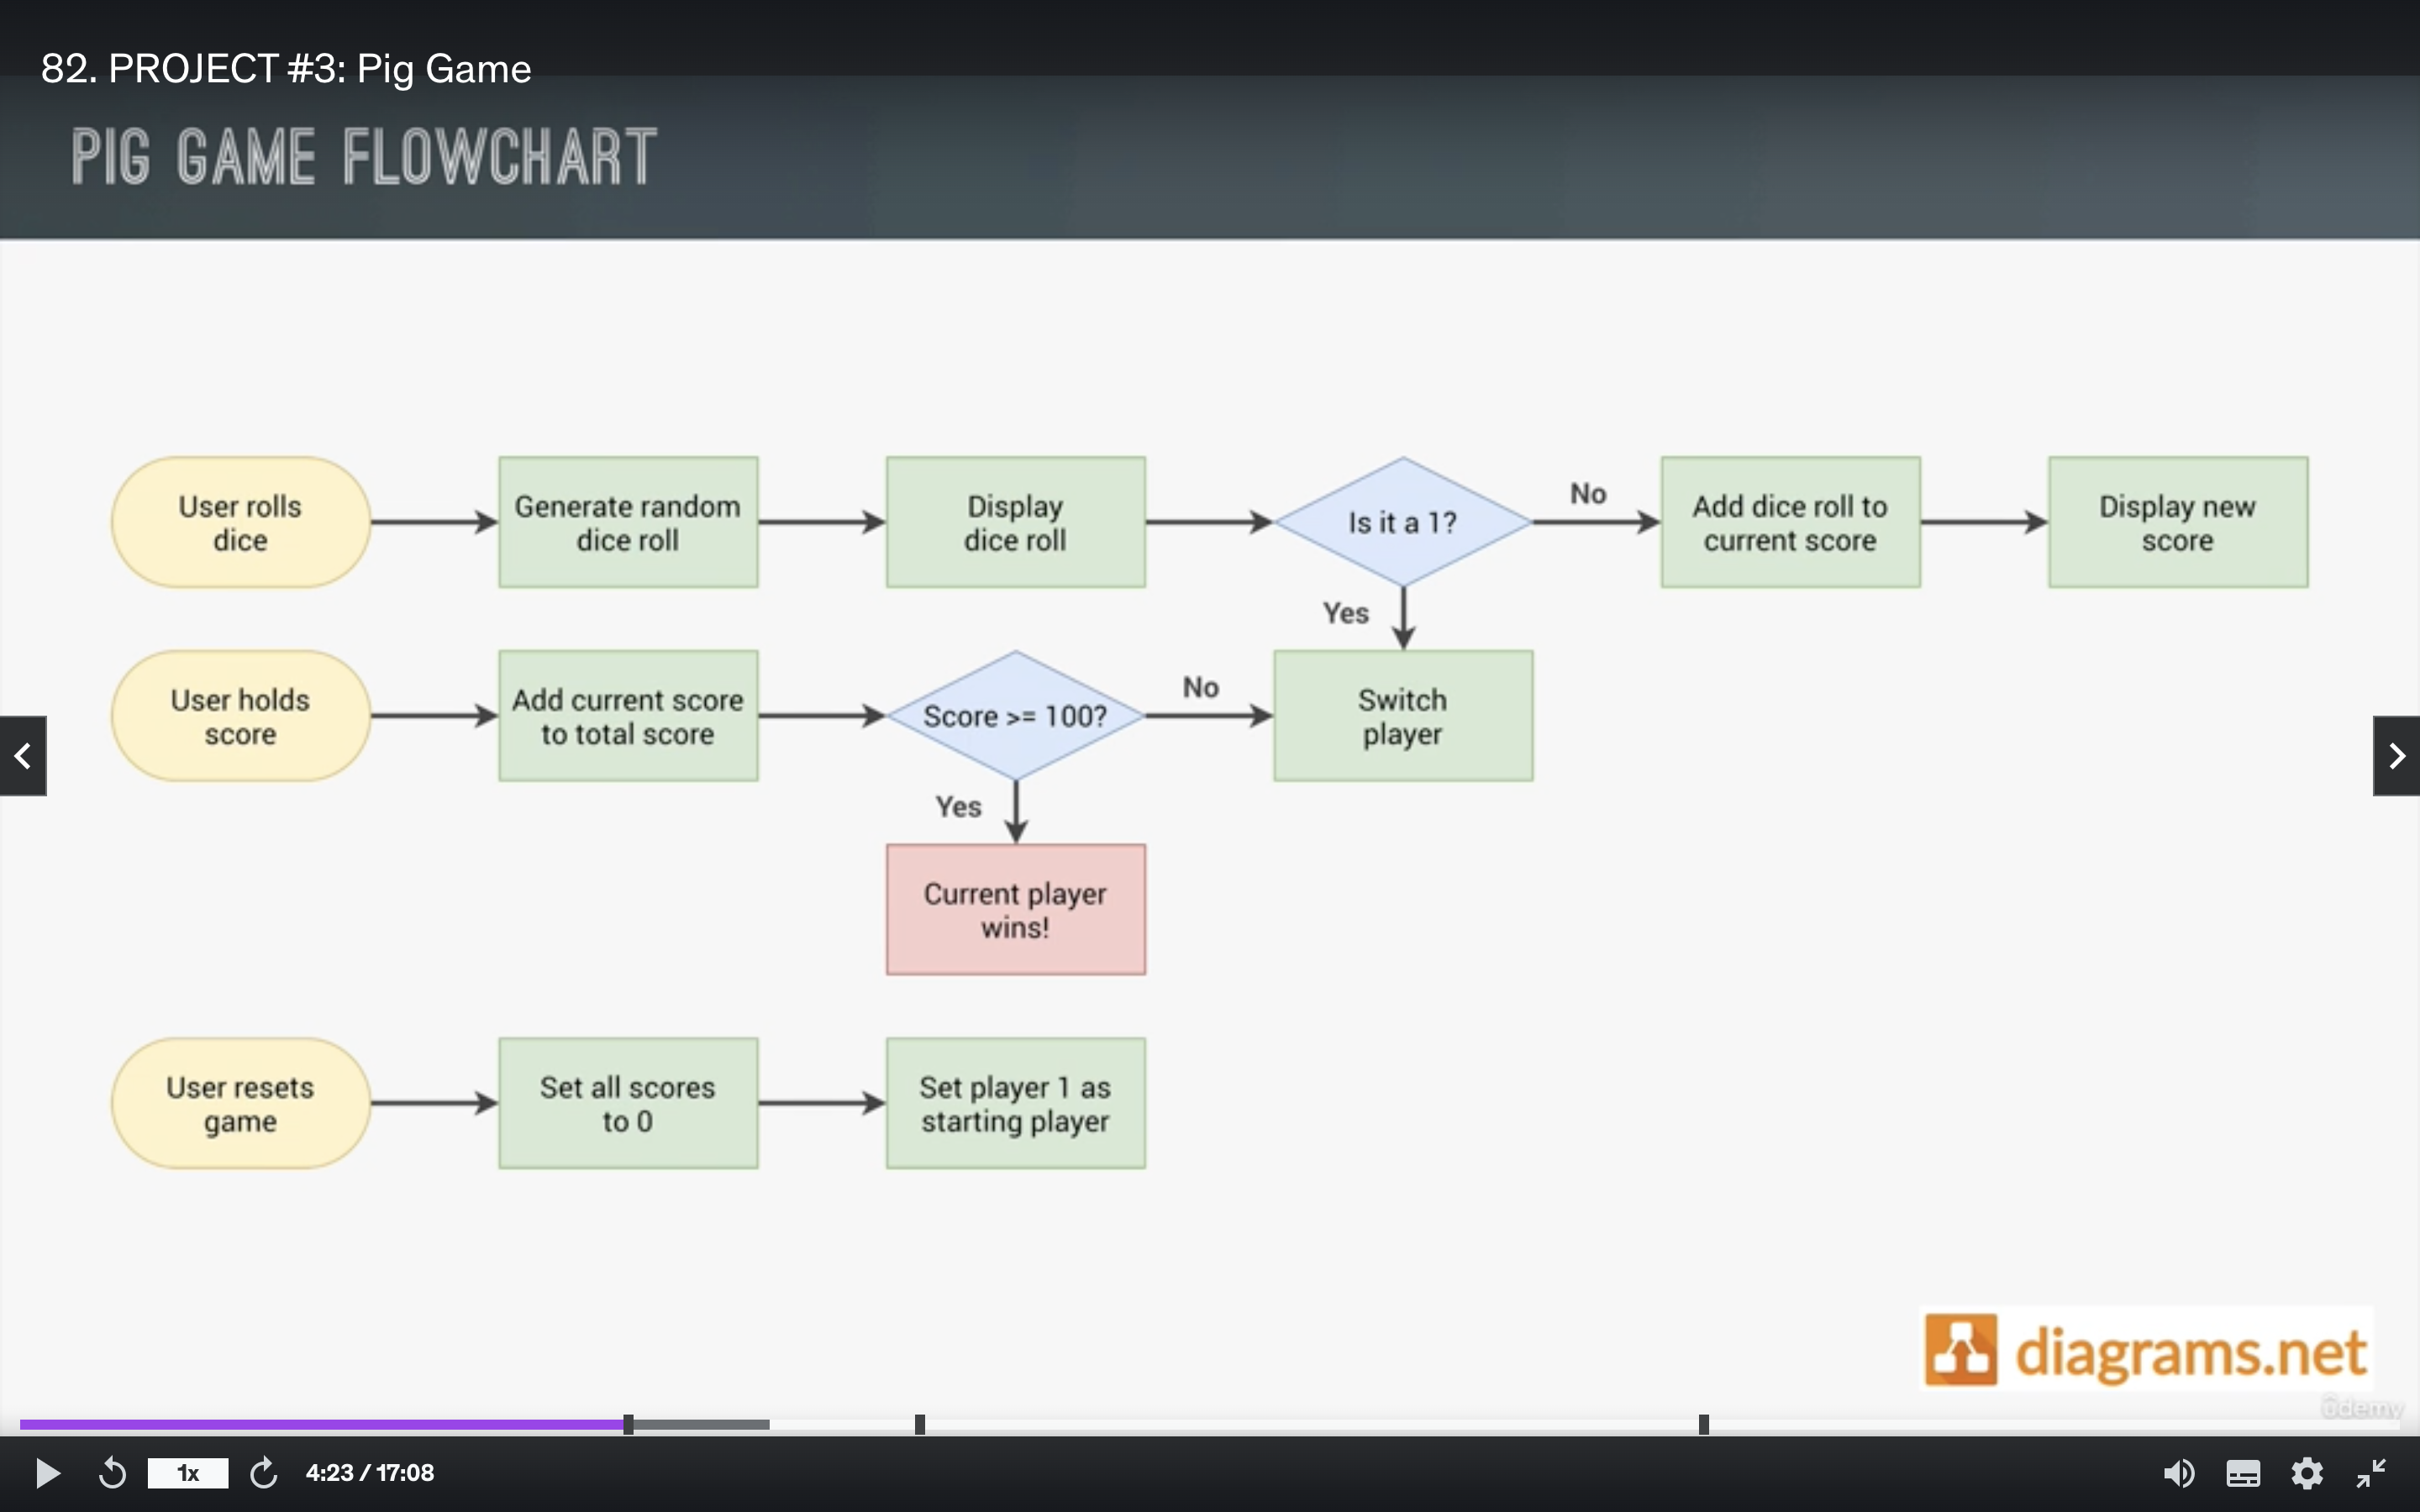 82. PROJECT #3: Pig Game
PIG GAME FLOWCHART
User rolls
dice
Generate random
dice roll
Display
dice roll
Is it a 1?
No
Add dice roll to
current score
Display new
score
Yes
User holds
score
Add current score
to total score
Score >= 100?
No
Switch
player
Yes
Current player
wins!
User resets
game
Set all scores
to 0
Set player 1 as
starting player
diagrams.net
ûdemy
1x
4:23 / 17:08